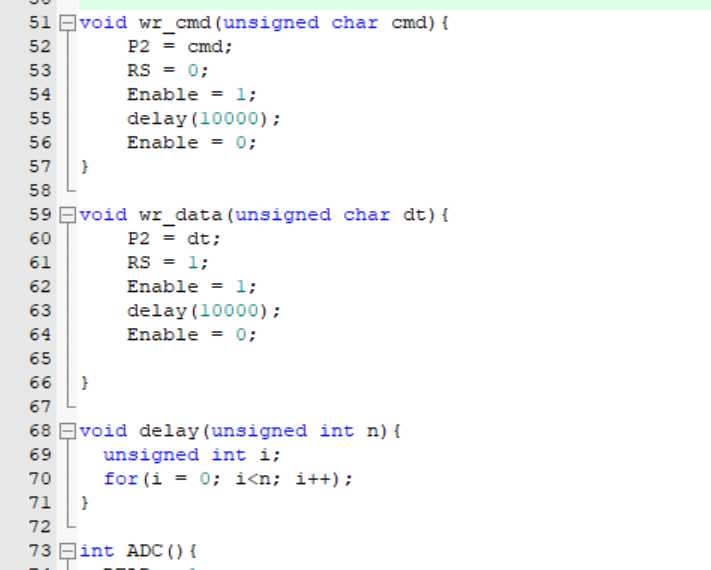 51 void wr_cmd(unsigned char cmd){
52     P2 = cmd;
53     RS = 0;
54     Enable = 1;
55     delay(10000);
56     Enable = 0;
57 }
58
59 void wr_data(unsigned char dt){
60     P2 = dt;
61     RS = 1;
62     Enable = 1;
63     delay(10000);
64     Enable = 0;
65
66 }
67
68 void delay(unsigned int n){
69   unsigned int i;
70   for(i = 0; i<n; i++);
71 }
72
73 int ADC(){